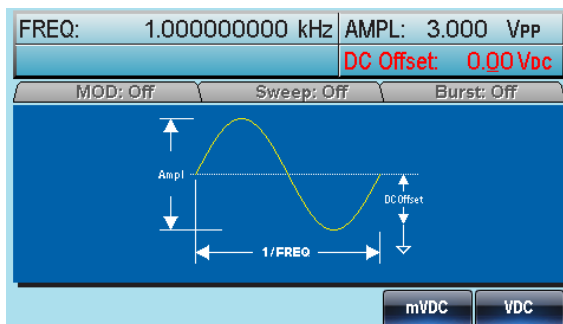 FREQ: 1.000000000 kHz AMPL: 3.000 VPP
DC Offset: 0.00 VDC
MOD: Off Sweep: Off Burst: Off
Ampl
DC Offset
1/FREQ
mVDC VDC